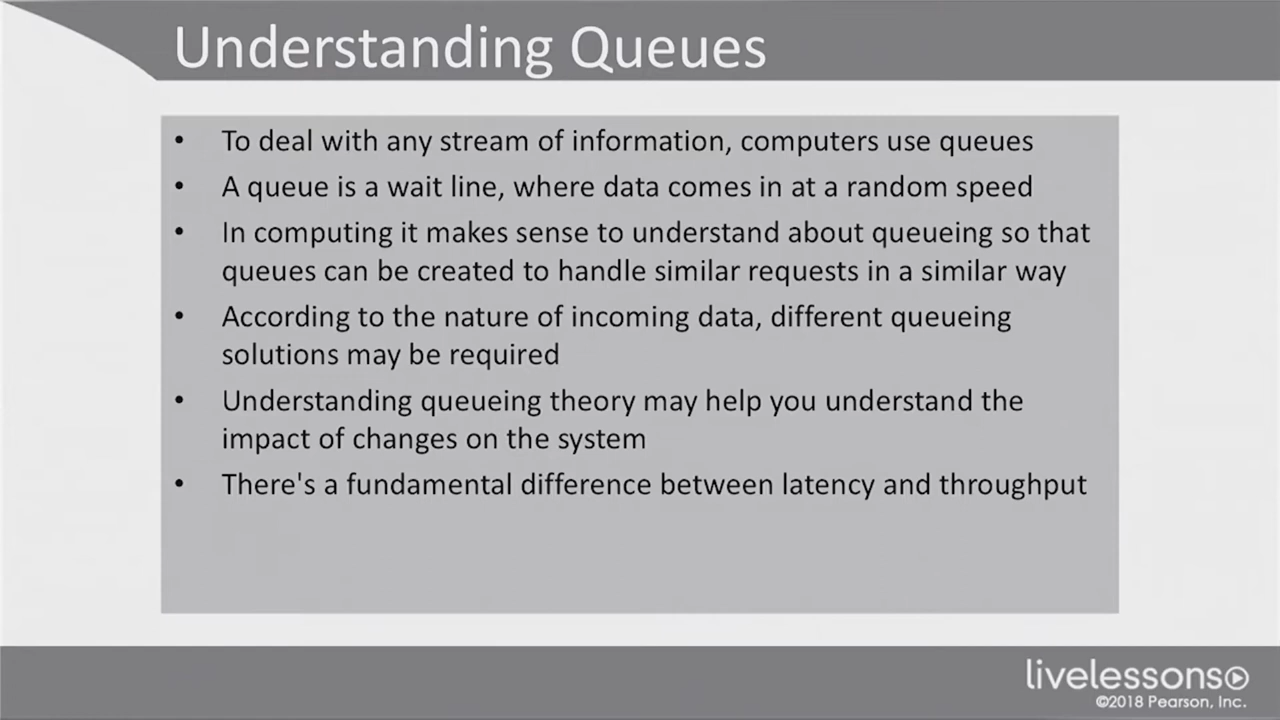 Understanding Queues
• To deal with any stream of information, computers use queues
• A queue is a wait line, where data comes in at a random speed
• In computing it makes sense to understand about queueing so that
queues can be created to handle similar requests in a similar way
• According to the nature of incoming data, different queueing
solutions may be required
• Understanding queueing theory may help you understand the
impact of changes on the system
• There's a fundamental difference between latency and throughput
livelessons
©2018 Pearson, Inc.